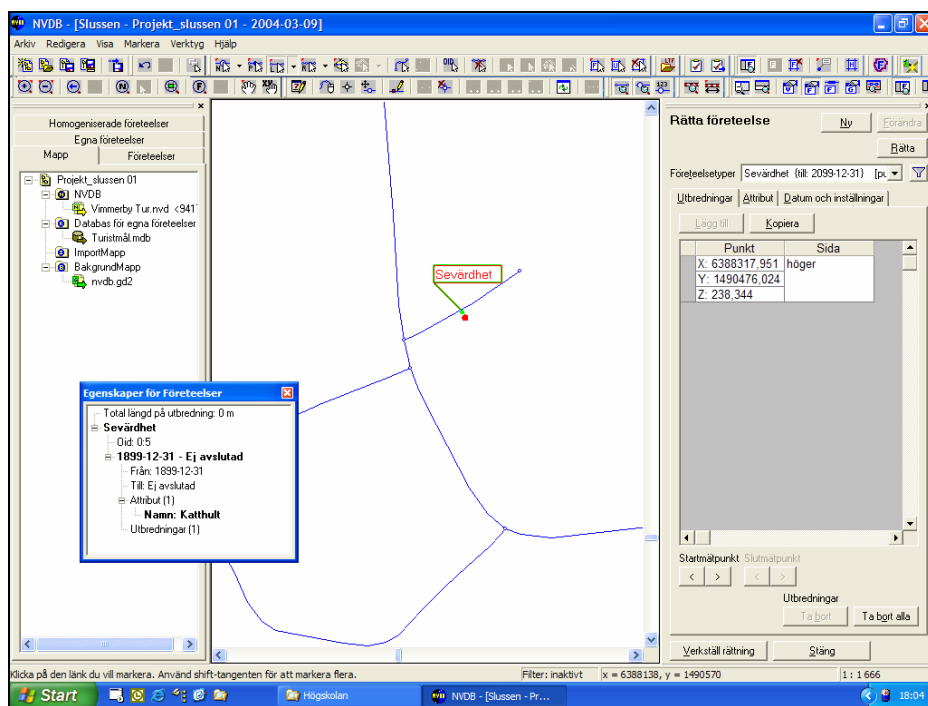 NVDB - [Slussen - Projekt_slussen 01 - 2004-03-09]
Arkiv Redigera Visa Markera Verktyg Hjälp
Homogeniserade företeelser
Egna företeelser
Mapp Företeelser
Projekt_slussen 01
NVDB
Vimmerby Tur.nvd <941
Databas för egna företeelser
Turistmål.mdb
ImportMapp
BakgrundMapp
nvdb.gd2
Sevärdhet
Egenskaper för Företeelser
Total längd på utbredning: 0 m
Sevärdhet
Oid: 0:5
1899-12-31 - Ej avslutad
Från: 1899-12-31
Till: Ej avslutad
Attribut (1)
Namn: Katthult
Utbredningar (1)
Rätta företeelse
Ny
Förändra
Rätta
Företeelsetyper
Sevärdhet (till: 2099-12-31) [pu
Utbredningar Attribut Datum och inställningar
Lägg till Kopiera
Punkt Sida
X: 6388317,951 höger
Y: 1490476,024
Z: 238,344
Startmätpunkt Slutmätpunkt
< > < >
Utbredningar
Ta bort Ta bort alla
Verkställ rättning Stäng
Klicka på den länk du vill markera. Använd shift-tangenten för att markera flera.
Filter: inaktivt
x = 6388138, y = 1490570
1 : 1 666
Start
Högskolan
NVDB - [Slussen - Pr...
18:04